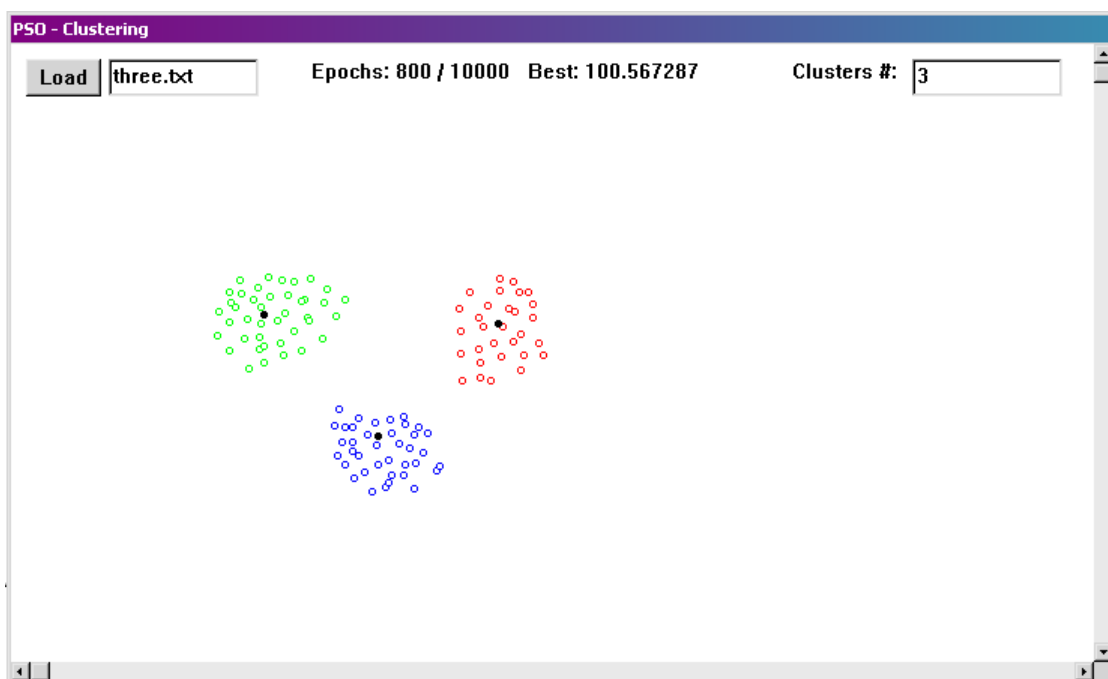 PSO - Clustering
Load three.txt Epochs: 800 / 10000 Best: 100.567287 Clusters #: 3